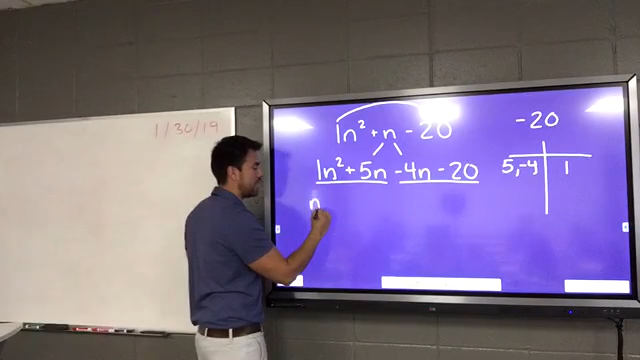 1/30/19
1n² + n - 20
-20
1n² + 5n - 4n - 20
5, -4 1
n